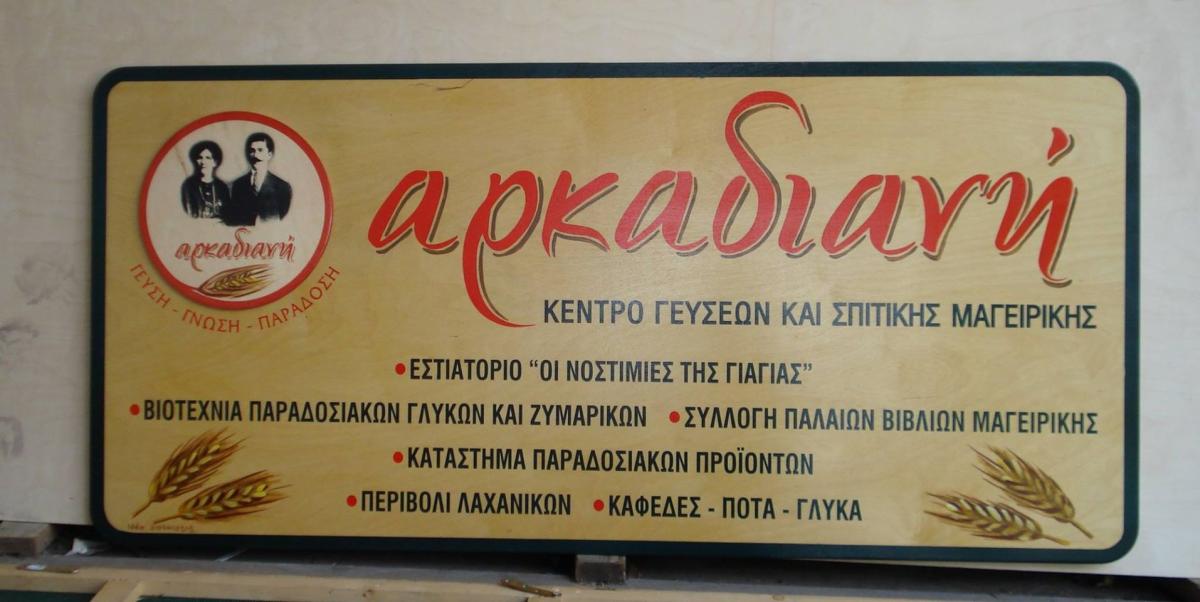 αρκαδιανή
ΓΕΥΣΗ - ΓΝΩΣΗ - ΠΑΡΑΔΟΣΗ
αρκαδιανή
ΚΕΝΤΡΟ ΓΕΥΣΕΩΝ ΚΑΙ ΣΠΙΤΙΚΗΣ ΜΑΓΕΙΡΙΚΗΣ
•ΕΣΤΙΑΤΟΡΙΟ “ΟΙ ΝΟΣΤΙΜΙΕΣ ΤΗΣ ΓΙΑΓΙΑΣ”
•ΒΙΟΤΕΧΝΙΑ ΠΑΡΑΔΟΣΙΑΚΩΝ ΓΛΥΚΩΝ ΚΑΙ ΖΥΜΑΡΙΚΩΝ •ΣΥΛΛΟΓΗ ΠΑΛΑΙΩΝ ΒΙΒΛΙΩΝ ΜΑΓΕΙΡΙΚΗΣ
•ΚΑΤΑΣΤΗΜΑ ΠΑΡΑΔΟΣΙΑΚΩΝ ΠΡΟΪΟΝΤΩΝ
•ΠΕΡΙΒΟΛΙ ΛΑΧΑΝΙΚΩΝ •ΚΑΦΕΔΕΣ - ΠΟΤΑ - ΓΛΥΚΑ